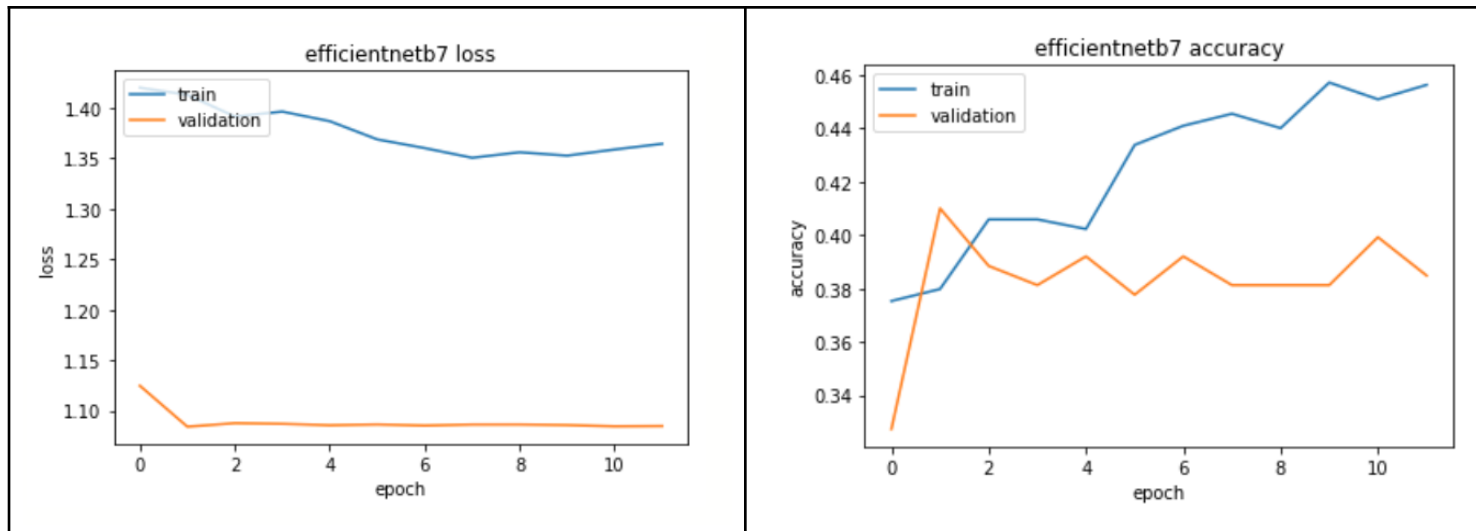 efficientnetb7 loss
train
validation
1.40
1.35
1.30
1.25
1.20
1.15
1.10
loss
0 2 4 6 8 10
epoch
efficientnetb7 accuracy
train
validation
0.46
0.44
0.42
0.40
0.38
0.36
0.34
accuracy
0 2 4 6 8 10
epoch